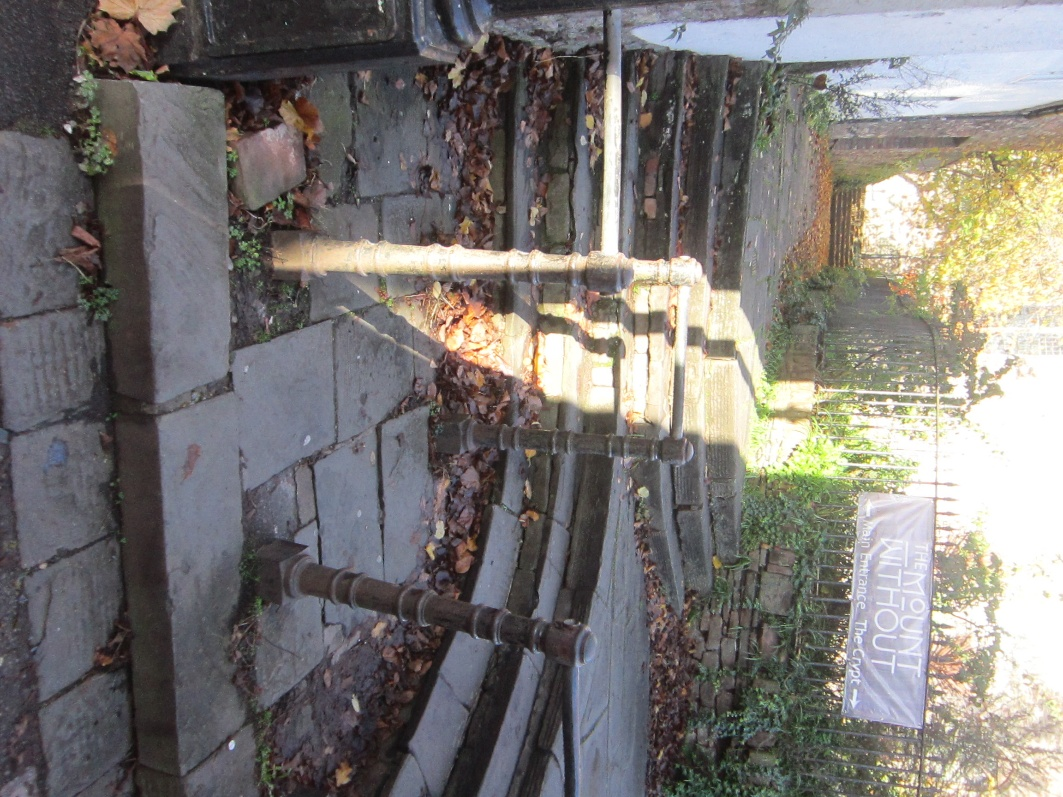 THE MOUNT
WITHOUT
← Main Entrance The Crypt →